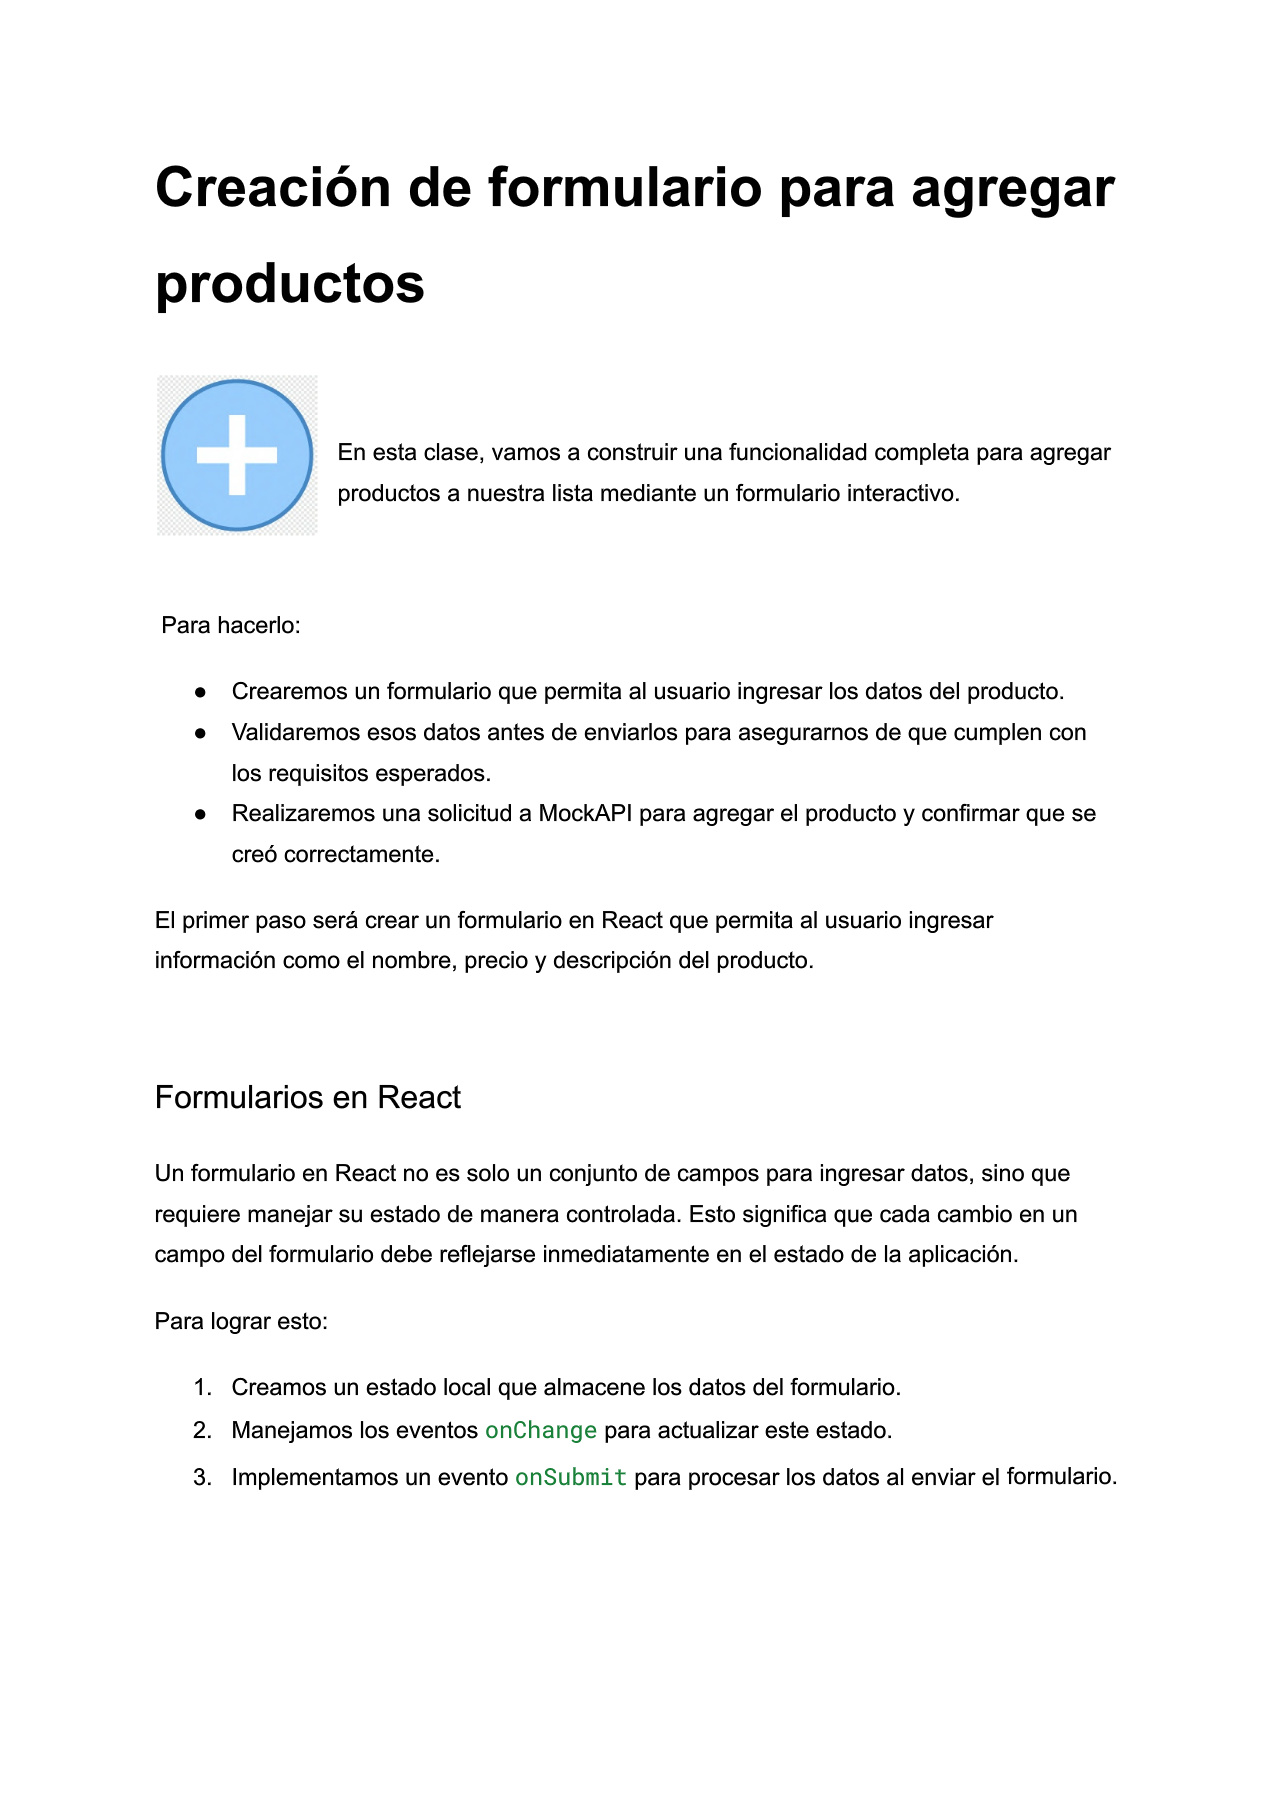 Creación de formulario para agregar
productos
En esta clase, vamos a construir una funcionalidad completa para agregar
productos a nuestra lista mediante un formulario interactivo.
Para hacerlo:
● Crearemos un formulario que permita al usuario ingresar los datos del producto.
● Validaremos esos datos antes de enviarlos para asegurarnos de que cumplen con
los requisitos esperados.
● Realizaremos una solicitud a MockAPI para agregar el producto y confirmar que se
creó correctamente.
El primer paso será crear un formulario en React que permita al usuario ingresar
información como el nombre, precio y descripción del producto.
Formularios en React
Un formulario en React no es solo un conjunto de campos para ingresar datos, sino que
requiere manejar su estado de manera controlada. Esto significa que cada cambio en un
campo del formulario debe reflejarse inmediatamente en el estado de la aplicación.
Para lograr esto:
1. Creamos un estado local que almacene los datos del formulario.
2. Manejamos los eventos onChange para actualizar este estado.
3. Implementamos un evento onSubmit para procesar los datos al enviar el formulario.